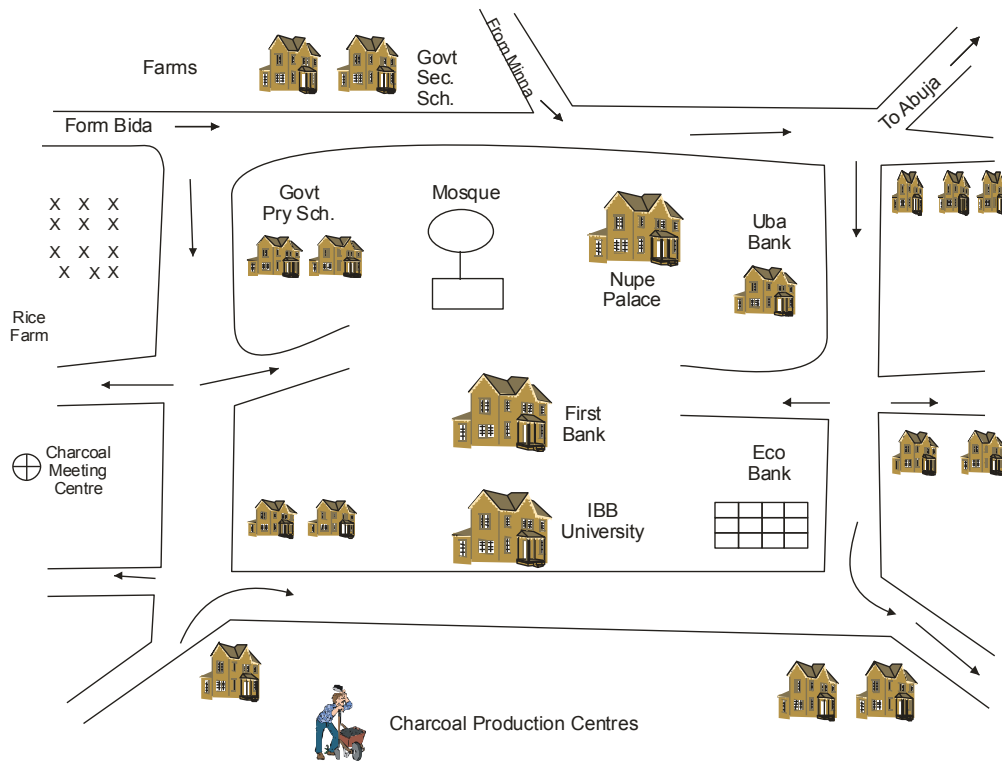 From Minna
To Abuja
Farms
Govt
Sec.
Sch.
Form Bida
Govt
Pry Sch.
Mosque
Uba
Bank
Nupe
Palace
X X X
X X X
X X X
X X X
Rice
Farm
First
Bank
Charcoal
Meeting
Centre
Eco
Bank
IBB
University
Charcoal Production Centres